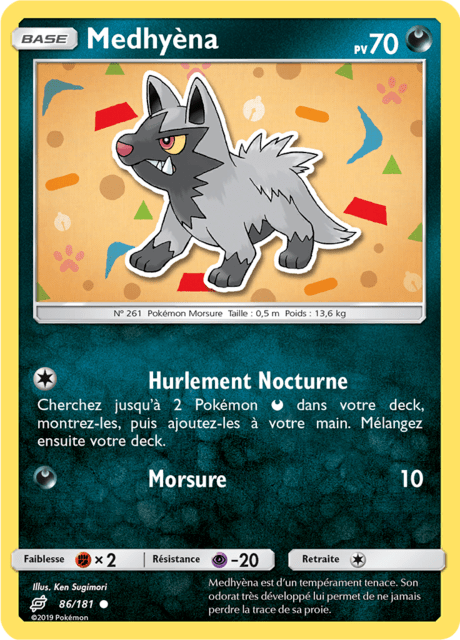 BASE Medhyèna PV 70
N° 261 Pokémon Morsure Taille : 0,5 m Poids : 13,6 kg
Hurlement Nocturne
Cherchez jusqu'à 2 Pokémon dans votre deck,
montrez-les, puis ajoutez-les à votre main. Mélangez
ensuite votre deck.
Morsure 10
Faiblesse ×2 Résistance -20 Retraite
Illus. Ken Sugimori
86/181
©2019 Pokémon
Medhyèna est d'un tempérament tenace. Son
odorat très développé lui permet de ne jamais
perdre la trace de sa proie.